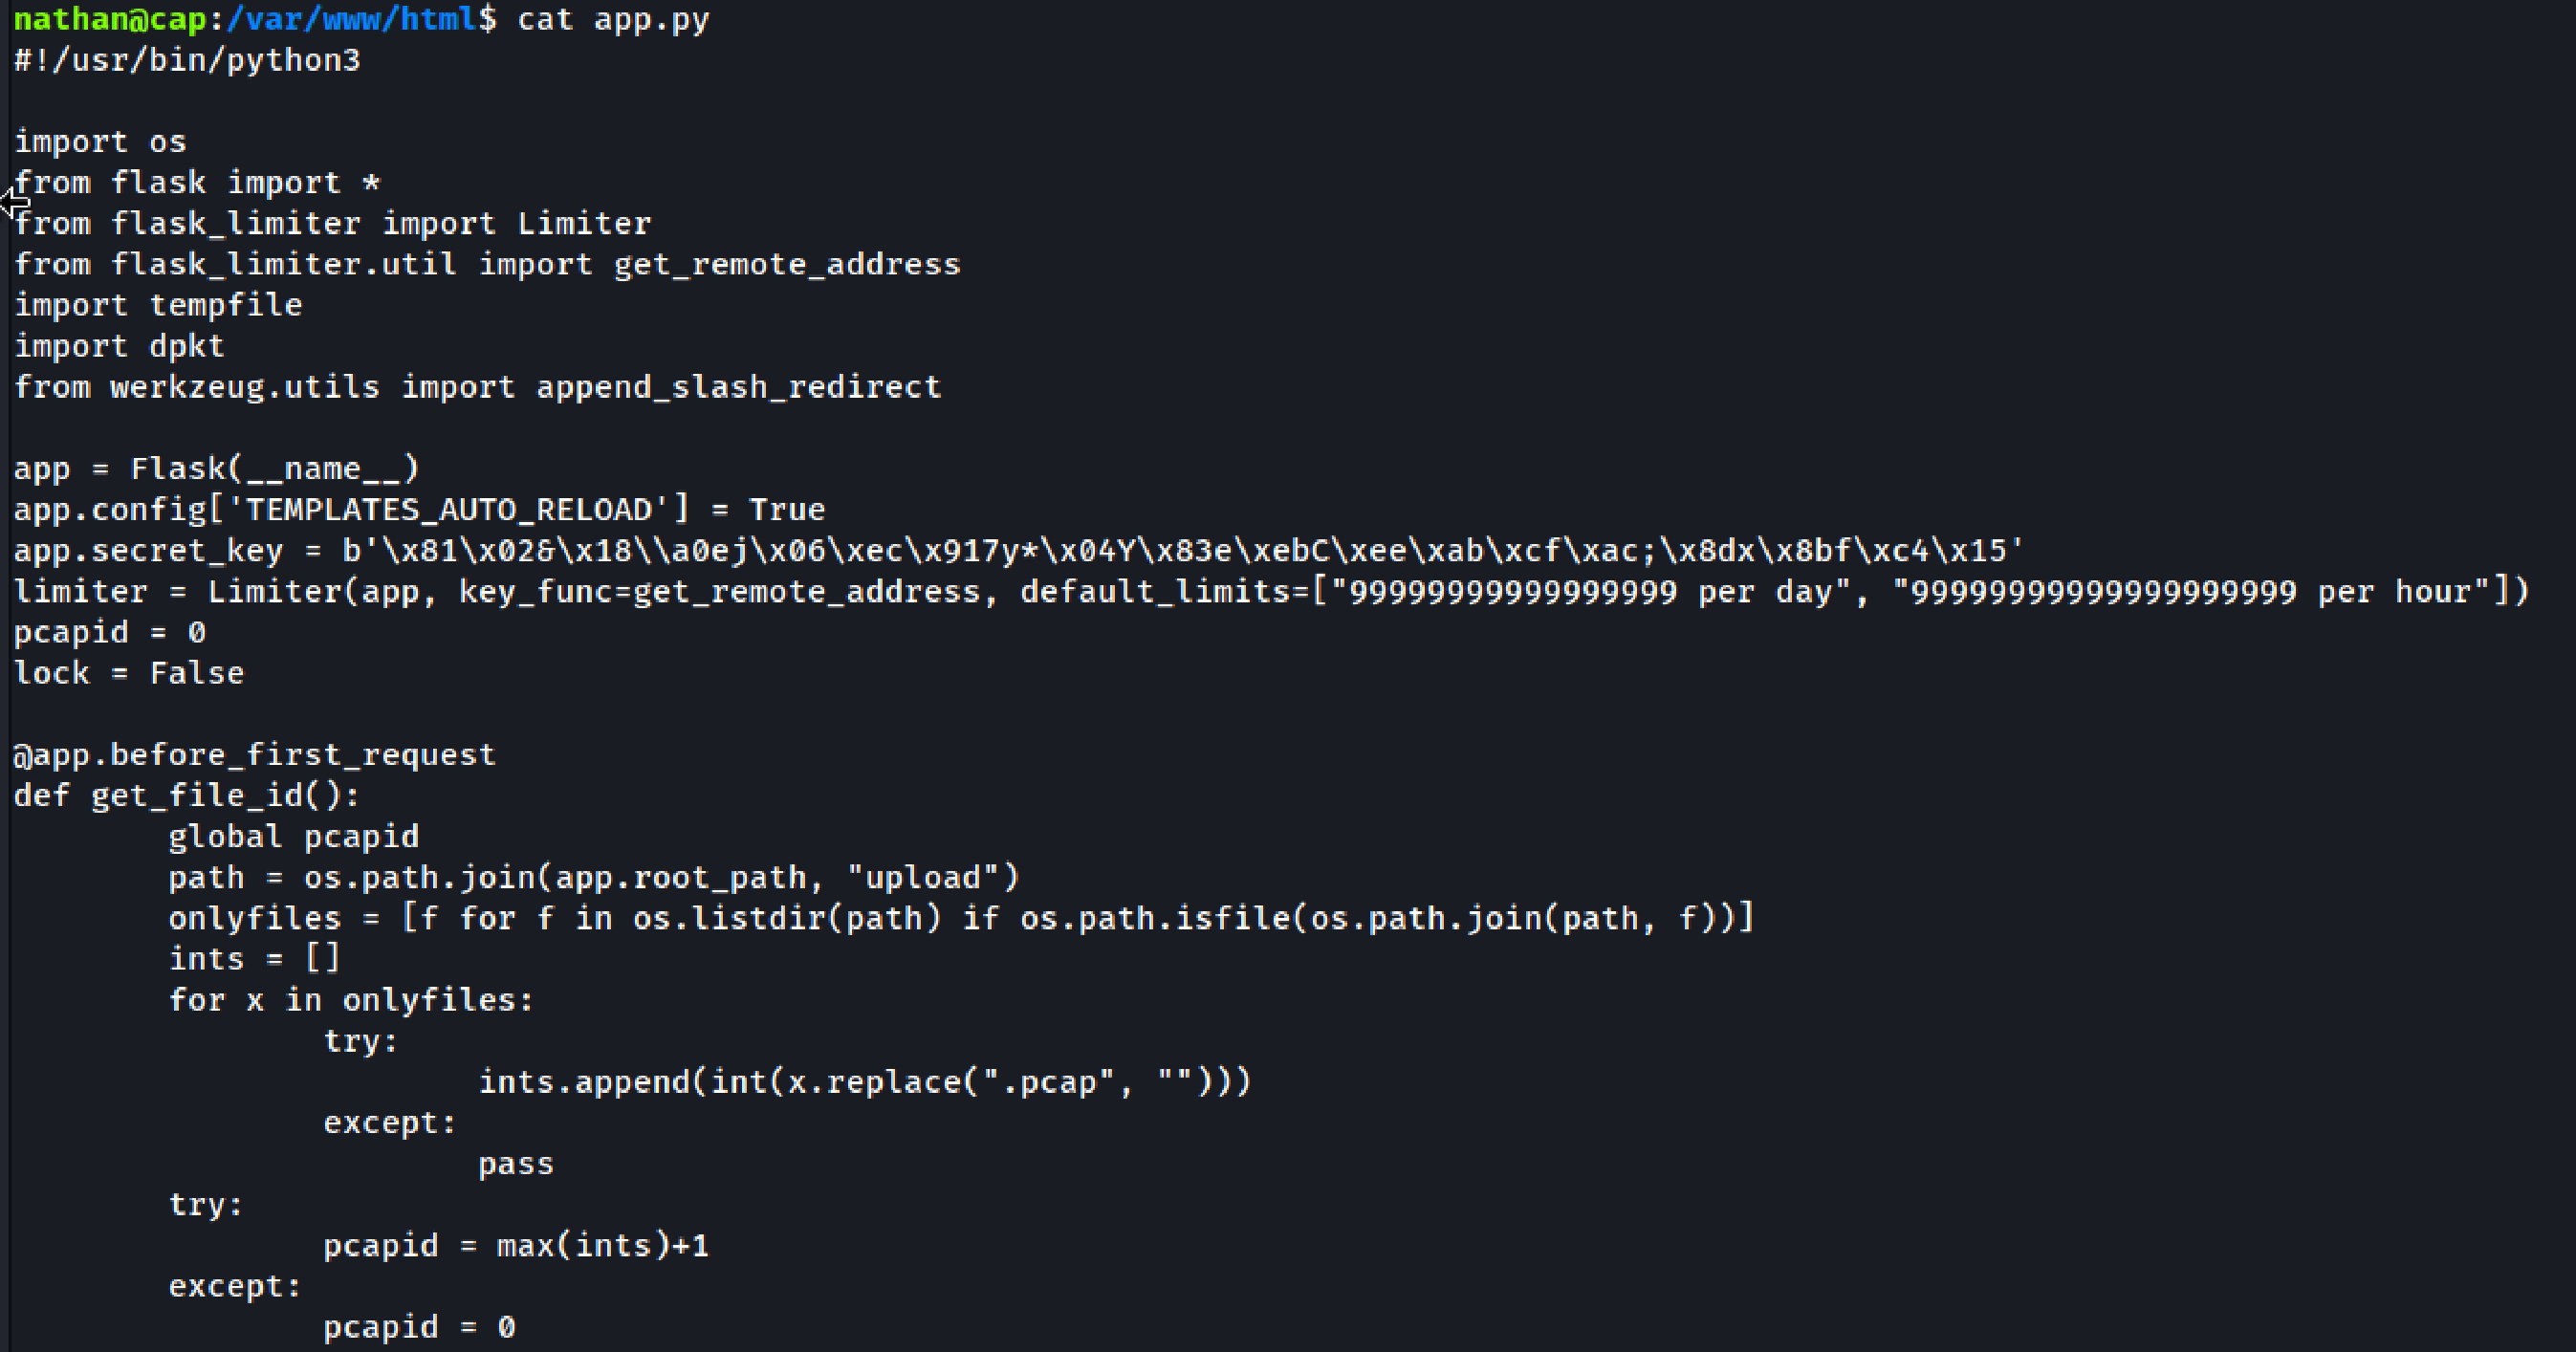 nathan@cap:/var/www/html$ cat app.py
#!/usr/bin/python3

import os
from flask import *
from flask_limiter import Limiter
from flask_limiter.util import get_remote_address
import tempfile
import dpkt
from werkzeug.utils import append_slash_redirect

app = Flask(__name__)
app.config['TEMPLATES_AUTO_RELOAD'] = True
app.secret_key = b'\x81\x02&\x18\\a0ej\x06\xec\x917y*\x04Y\x83e\xebC\xee\xab\xcf\xac;\x8dx\x8bf\xc4\x15'
limiter = Limiter(app, key_func=get_remote_address, default_limits=["99999999999999999 per day", "99999999999999999999 per hour"])
pcapid = 0
lock = False

@app.before_first_request
def get_file_id():
        global pcapid
        path = os.path.join(app.root_path, "upload")
        onlyfiles = [f for f in os.listdir(path) if os.path.isfile(os.path.join(path, f))]
        ints = []
        for x in onlyfiles:
                try:
                        ints.append(int(x.replace(".pcap", "")))
                except:
                        pass
        try:
                pcapid = max(ints)+1
        except:
                pcapid = 0